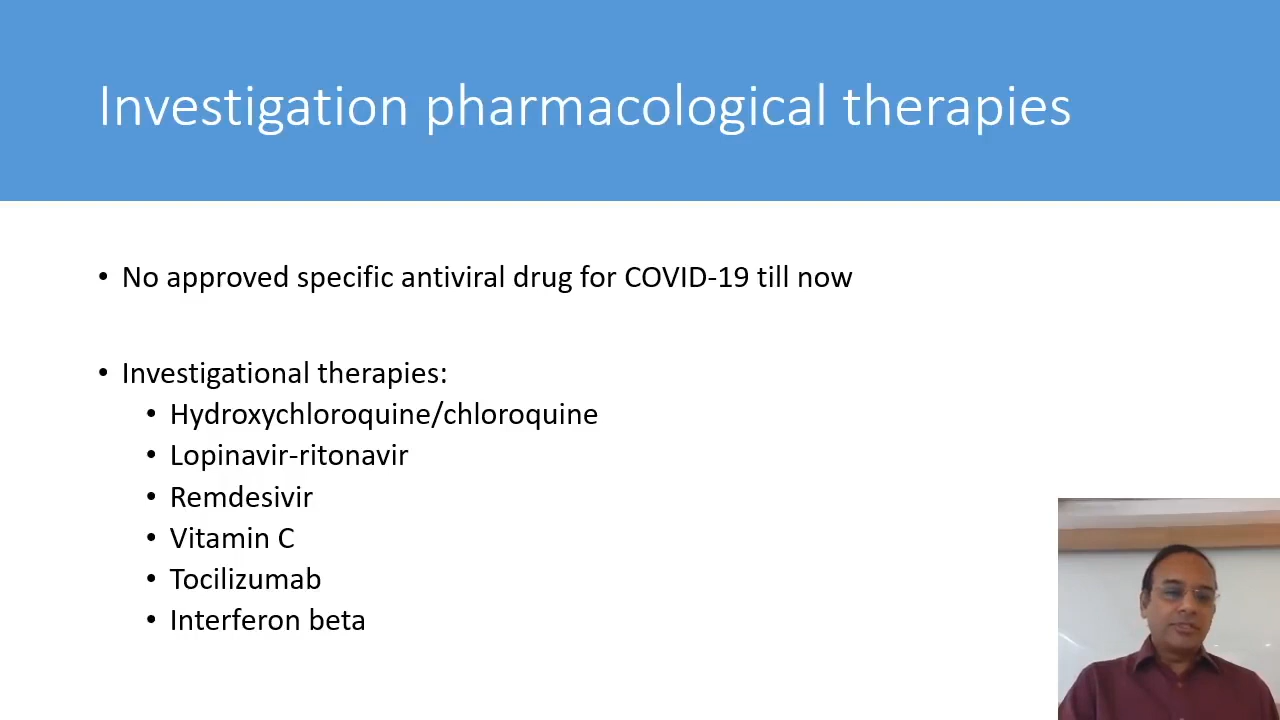 Investigation pharmacological therapies
• No approved specific antiviral drug for COVID-19 till now
• Investigational therapies:
• Hydroxychloroquine/chloroquine
• Lopinavir-ritonavir
• Remdesivir
• Vitamin C
• Tocilizumab
• Interferon beta